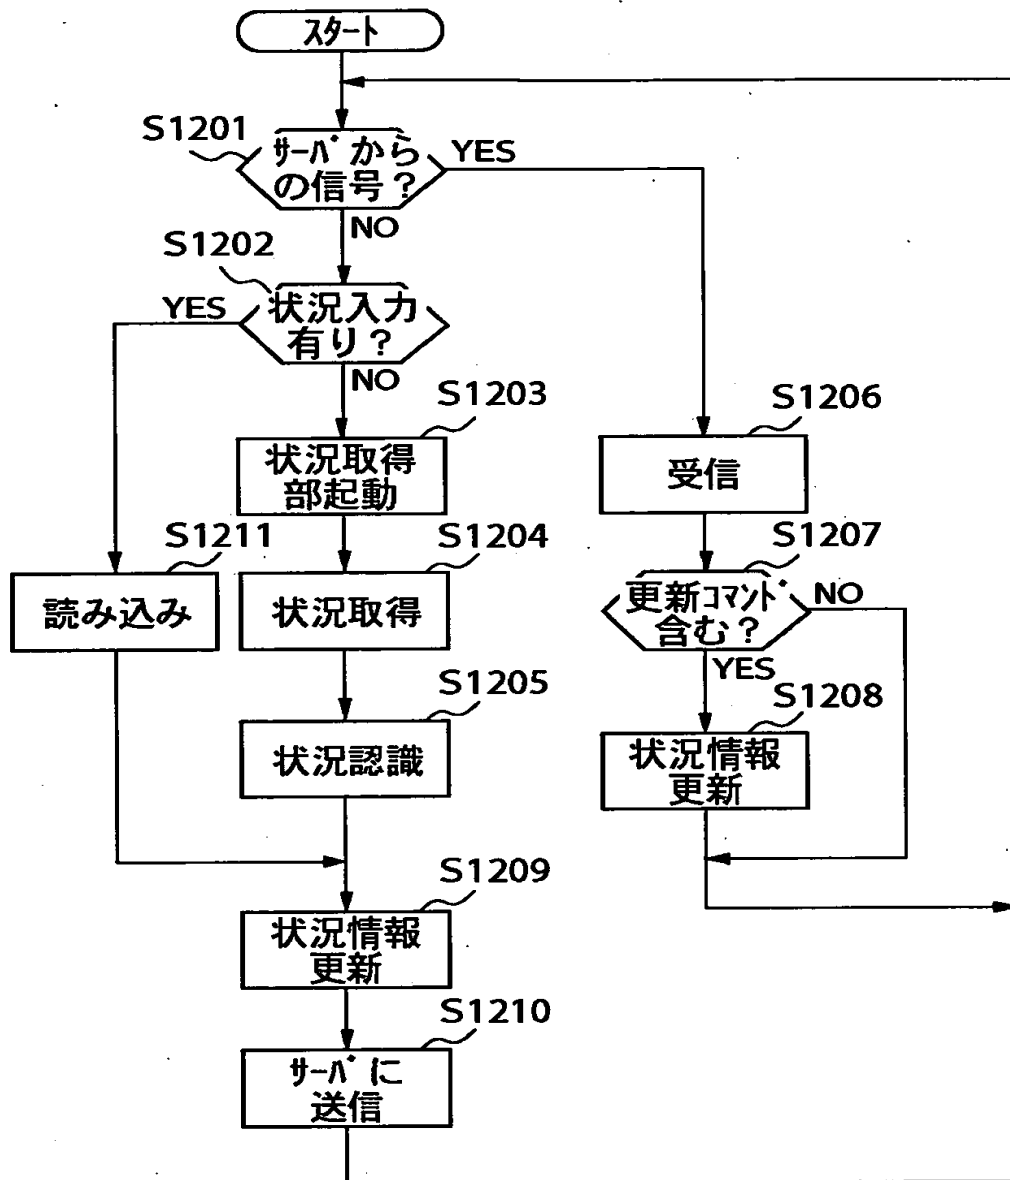 スタート
S1201
サーバから
の信号？
YES
NO
S1202
状況入力
有り？
YES
NO
S1203
状況取得
部起動
S1206
受信
S1211
読み込み
S1204
状況取得
S1207
更新コマンド
含む？
NO
YES
S1205
状況認識
S1208
状況情報
更新
S1209
状況情報
更新
S1210
サーバに
送信